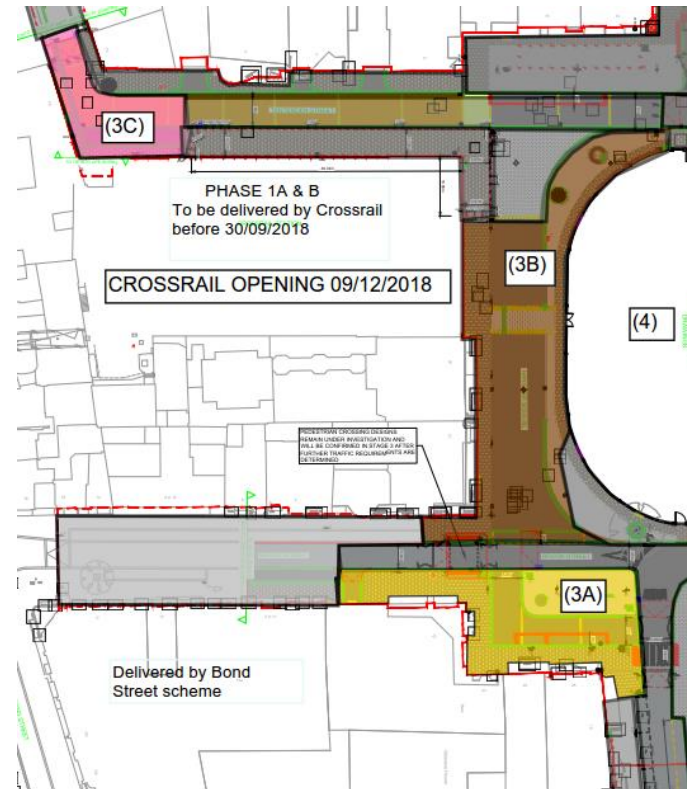 (3C)
PHASE 1A & B
To be delivered by Crossrail
before 30/09/2018
(3B)
CROSSRAIL OPENING 09/12/2018
(4)
PEDESTRIAN CROSSING DESIGNS
REMAIN UNDER INVESTIGATION AND
WILL BE CONFIRMED IN STAGE 3 AFTER
FURTHER TRAFFIC REQUIREMENTS ARE
DETERMINED
(3A)
Delivered by Bond
Street scheme